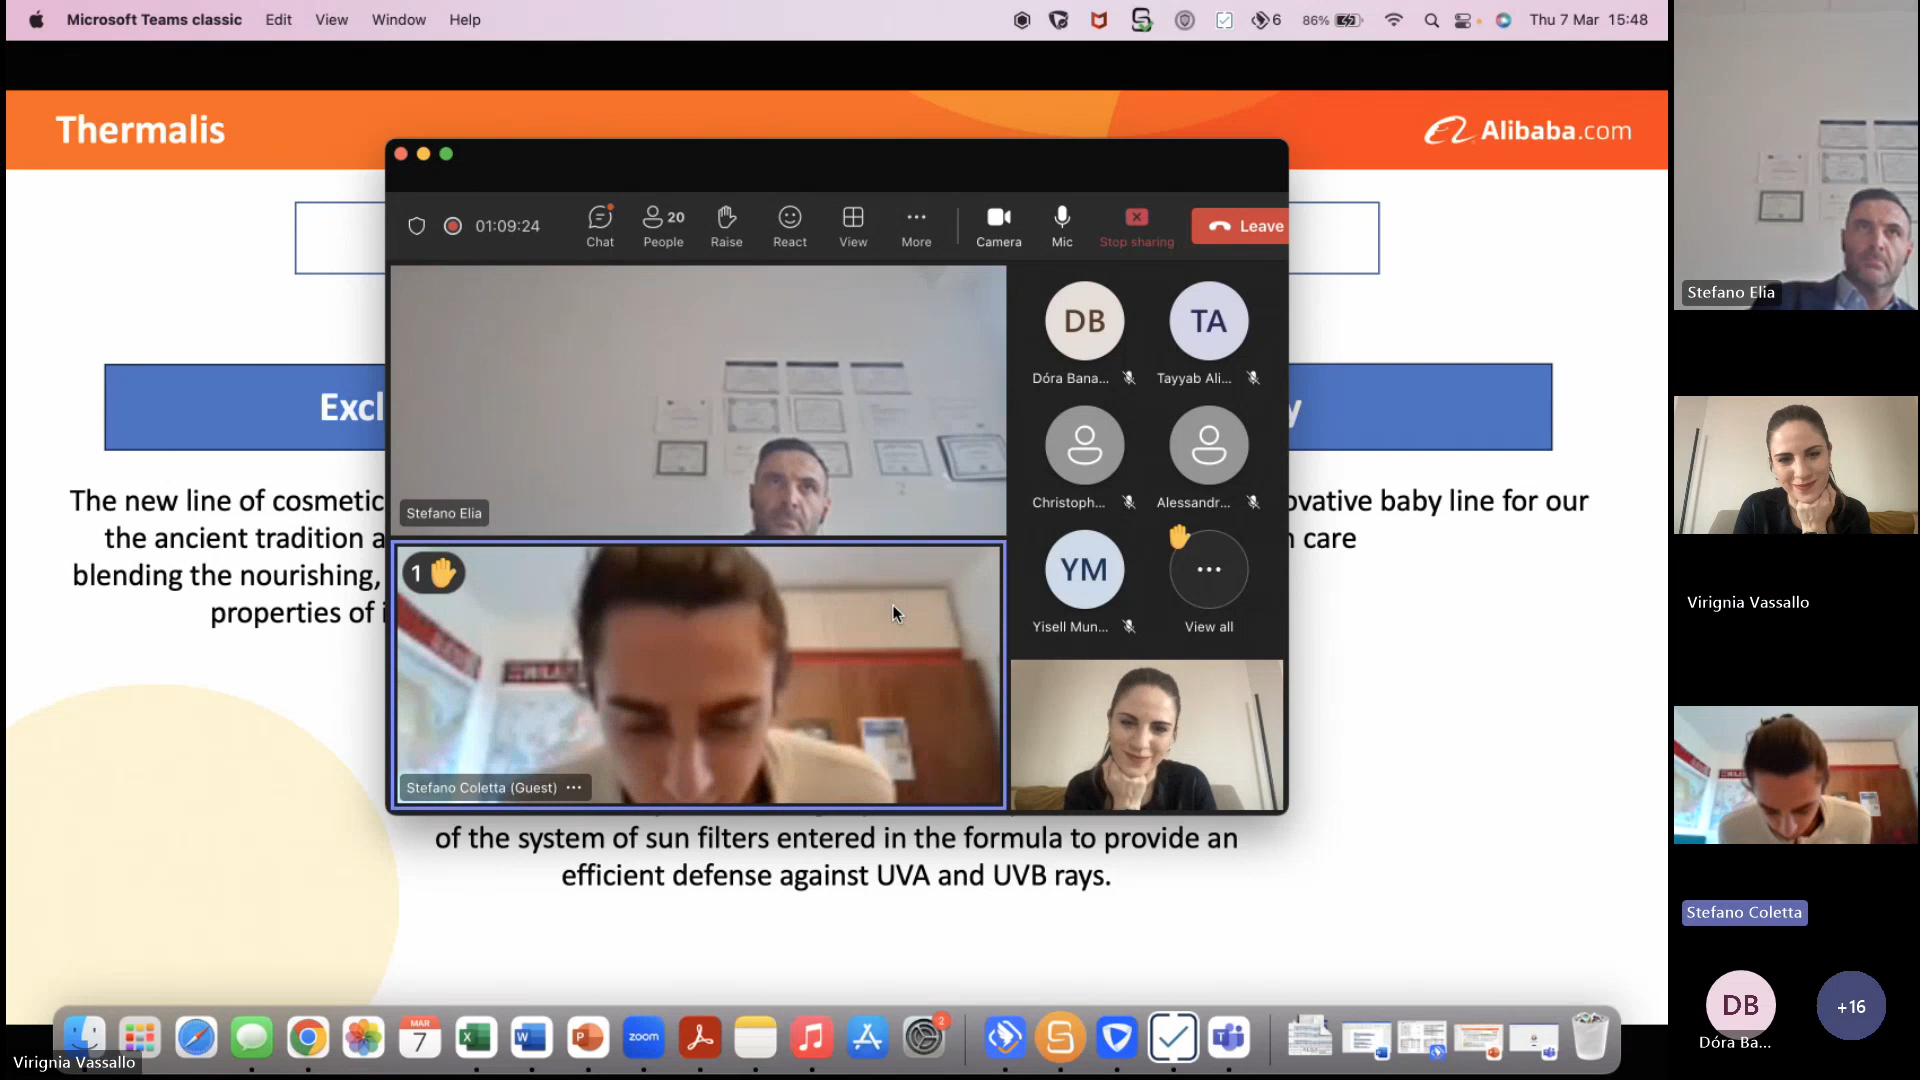 Microsoft Teams classic Edit View Window Help 6 86% Thu 7 Mar 15:48
Thermalis
Alibaba.com
01:09:24
Chat
20
People
Raise
React
View
More
Camera
Mic
Stop sharing
Leave
Stefano Elia
1
Stefano Coletta (Guest) ...
DB
Dóra Bana...
TA
Tayyab Ali...
Christoph...
Alessandr...
YM
Yisell Mun...
View all
Excl
y
The new line of cosmetic
the ancient tradition a
blending the nourishing,
properties of i
ovative baby line for our
n care
of the system of sun filters entered in the formula to provide an
efficient defense against UVA and UVB rays.
Stefano Elia
Virignia Vassallo
Stefano Coletta
DB
Dóra Ba...
+16
MAR
7
zoom
2
Virignia Vassallo